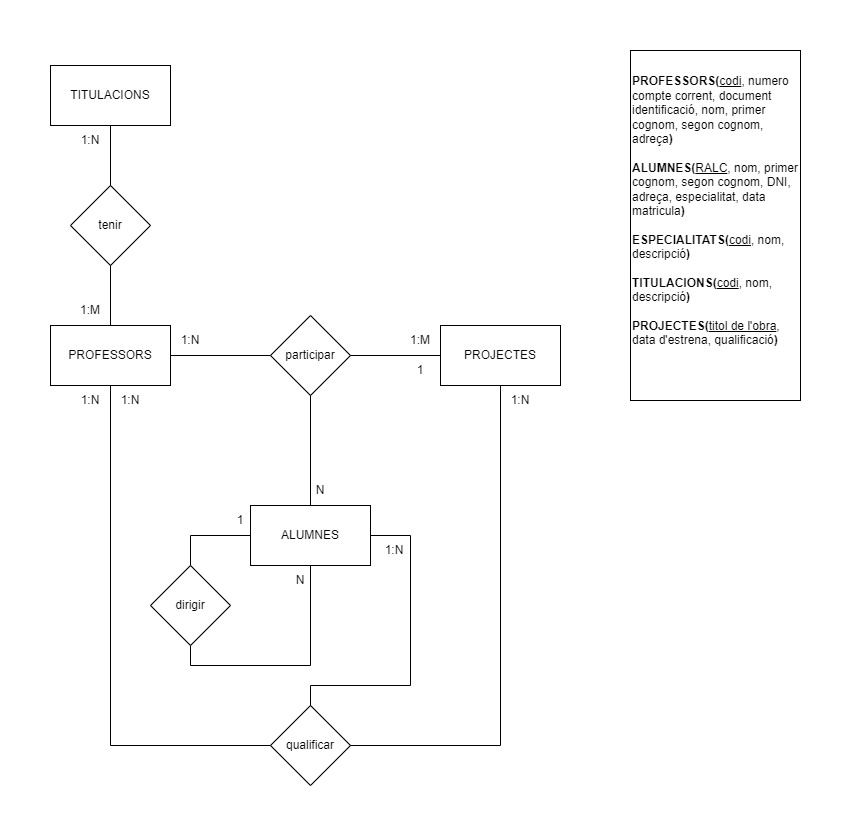 TITULACIONS
1:N
tenir
1:M
PROFESSORS
1:N
participar
1:M
1
PROJECTES
1:N
1:N
1:N
N
1
ALUMNES
1:N
N
dirigir
qualificar
PROFESSORS(codi, numero
compte corrent, document
identificació, nom, primer
cognom, segon cognom,
adreça)
ALUMNES(RALC, nom, primer
cognom, segon cognom, DNI,
adreça, especialitat, data
matricula)
ESPECIALITATS(codi, nom,
descripció)
TITULACIONS(codi, nom,
descripció)
PROJECTES(titol de l'obra,
data d'estrena, qualificació)